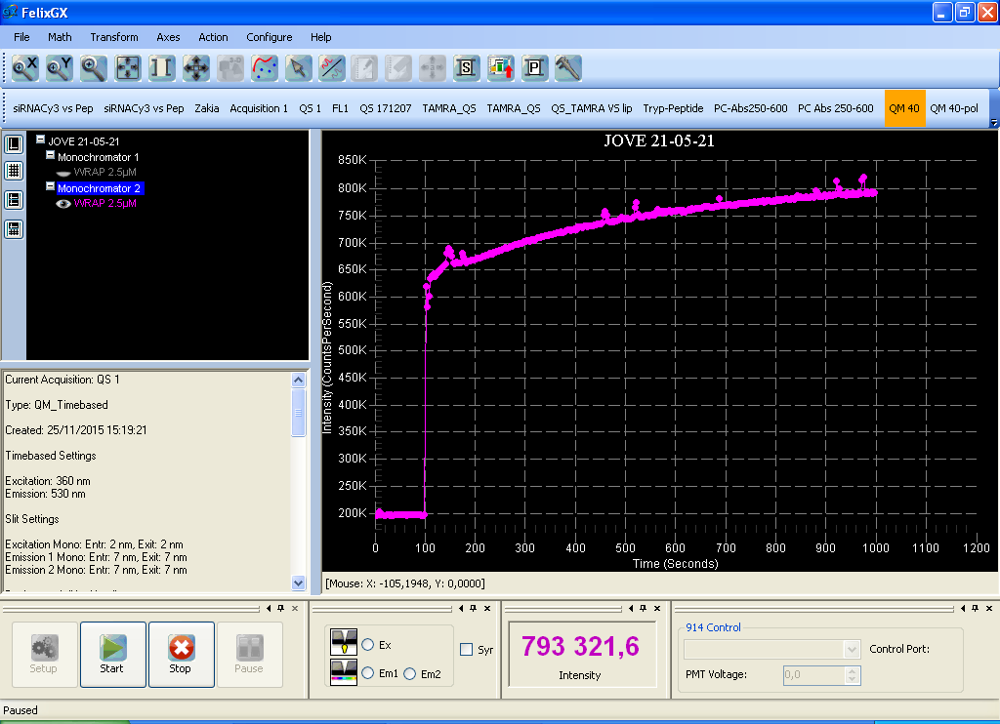 FelixGX
File Math Transform Axes Action Configure Help
X Y S P
siRNACy3 vs Pep siRNACy3 vs Pep Zakia Acquisition 1 QS 1 FL1 QS 171207 TAMRA_QS TAMRA_QS QS_TAMRA VS lip Tryp-Peptide PC-Abs250-600 PC Abs 250-600 QM 40 QM 40-pol
JOVE 21-05-21
Monochromator 1
WRAP 2.5µM
Monochromator 2
WRAP 2.5µM
JOVE 21-05-21
850K
800K
750K
700K
650K
600K
550K
500K
450K
400K
350K
300K
250K
200K
Intensity (CountsPerSecond)
0 100 200 300 400 500 600 700 800 900 1000 1100 1200
Time (Seconds)
[Mouse: X: -105,1948, Y: 0,0000]
Current Acquisition: QS 1
Type: QM_Timebased
Created: 25/11/2015 15:19:21
Timebased Settings
Excitation: 360 nm
Emission: 530 nm
Slit Settings
Excitation Mono: Entr: 2 nm, Exit: 2 nm
Emission 1 Mono: Entr: 7 nm, Exit: 7 nm
Emission 2 Mono: Entr: 7 nm, Exit: 7 nm
Setup Start Stop Pause
Ex
Em1 Em2
Syr
793 321,6
Intensity
914 Control
Control Port:
PMT Voltage: 0,0
Paused